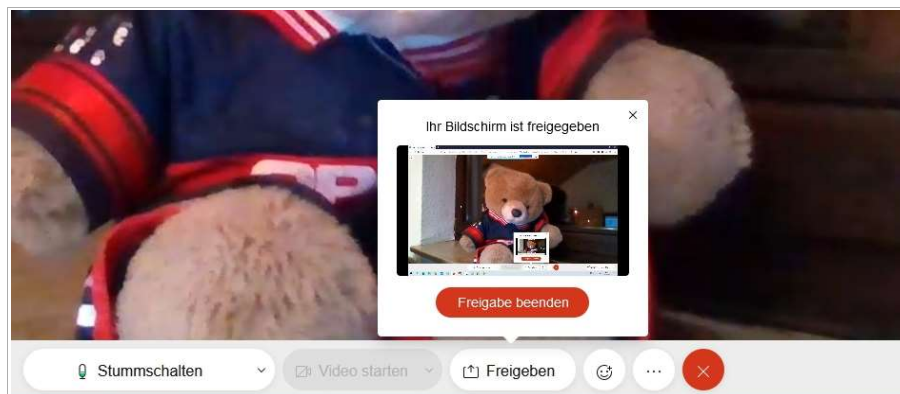 Ihr Bildschirm ist freigegeben
Freigabe beenden
Stummschalten
Video starten
Freigeben